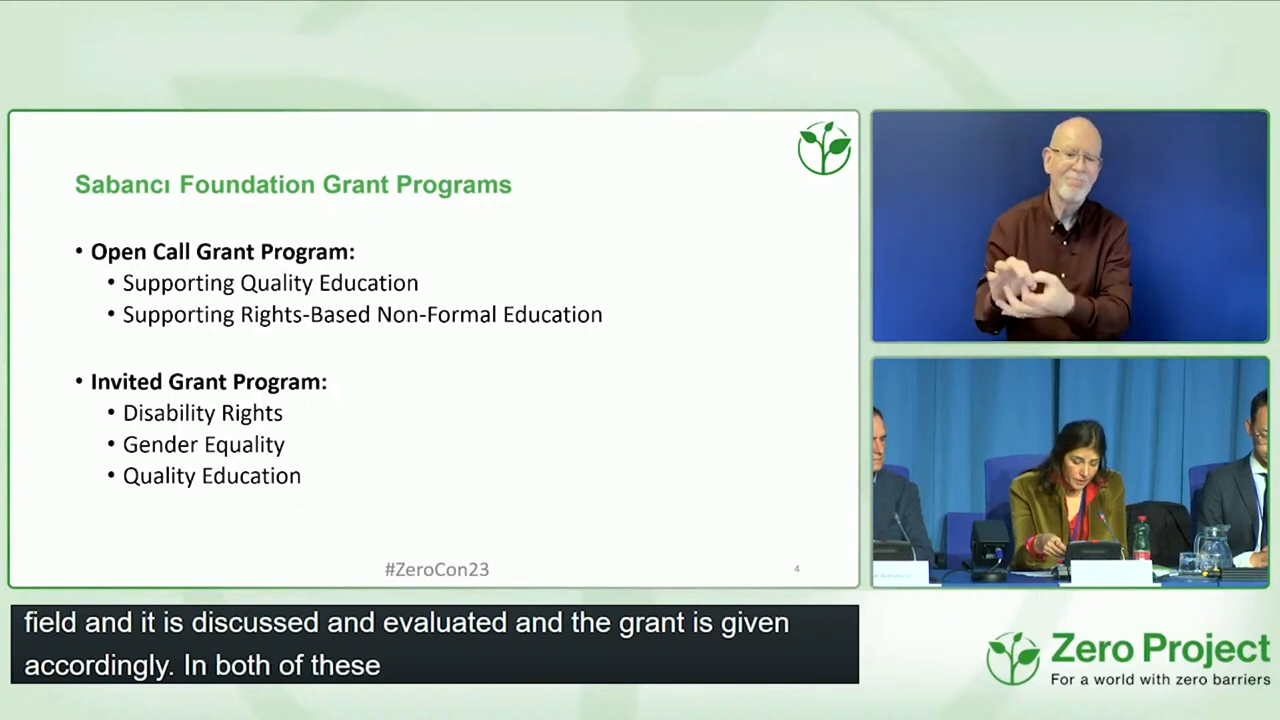 Sabancı Foundation Grant Programs
• Open Call Grant Program:
• Supporting Quality Education
• Supporting Rights-Based Non-Formal Education
• Invited Grant Program:
• Disability Rights
• Gender Equality
• Quality Education
#ZeroCon23
4
field and it is discussed and evaluated and the grant is given
accordingly. In both of these
Zero Project
For a world with zero barriers